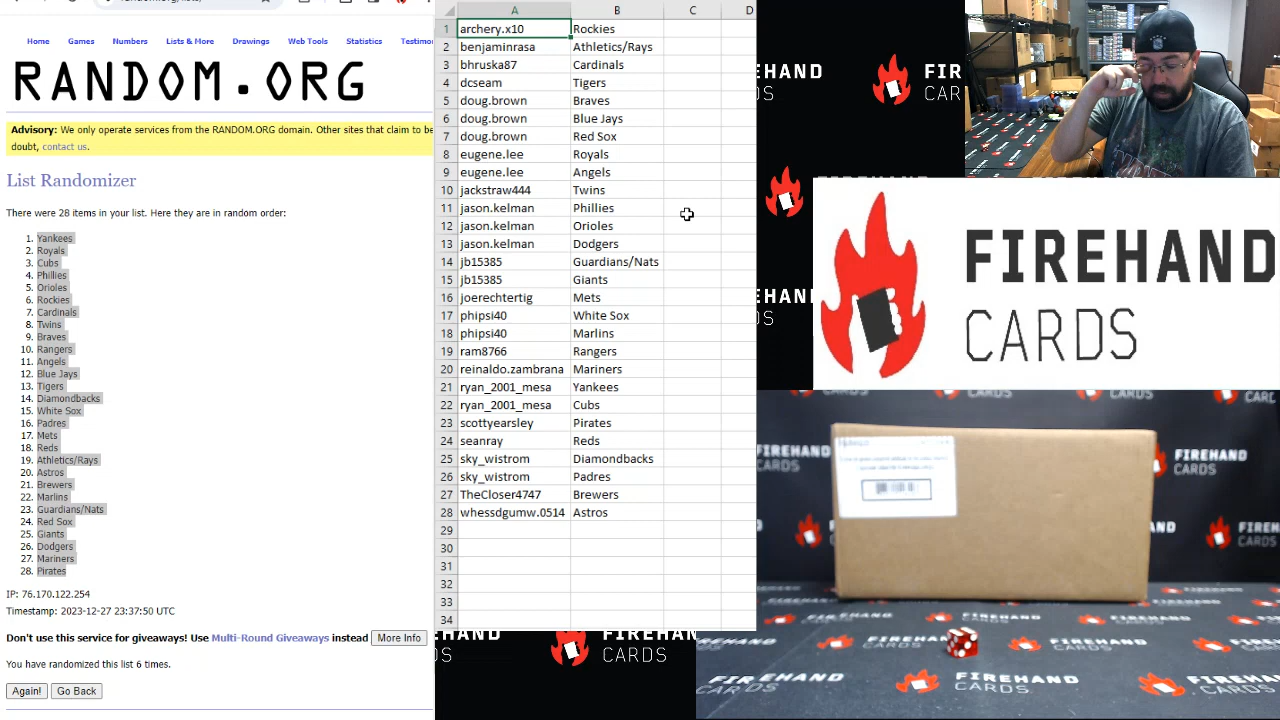 Home Games Numbers Lists & More Drawings Web Tools Statistics Testimo
RANDOM.ORG
Advisory: We only operate services from the RANDOM.ORG domain. Other sites that claim to be
doubt, contact us.
List Randomizer
There were 28 items in your list. Here they are in random order:
1. Yankees
2. Royals
3. Cubs
4. Phillies
5. Orioles
6. Rockies
7. Cardinals
8. Twins
9. Braves
10. Rangers
11. Angels
12. Blue Jays
13. Tigers
14. Diamondbacks
15. White Sox
16. Padres
17. Mets
18. Reds
19. Athletics/Rays
20. Astros
21. Brewers
22. Marlins
23. Guardians/Nats
24. Red Sox
25. Giants
26. Dodgers
27. Mariners
28. Pirates
IP: 76.170.122.254
Timestamp: 2023-12-27 23:37:50 UTC
Don't use this service for giveaways! Use Multi-Round Giveaways instead More Info
You have randomized this list 6 times.
Again! Go Back
A B C D
1 archery.x10 Rockies
2 benjaminrasa Athletics/Rays
3 bhruska87 Cardinals
4 dcseam Tigers
5 doug.brown Braves
6 doug.brown Blue Jays
7 doug.brown Red Sox
8 eugene.lee Royals
9 eugene.lee Angels
10 jackstraw444 Twins
11 jason.kelman Phillies
12 jason.kelman Orioles
13 jason.kelman Dodgers
14 jb15385 Guardians/Nats
15 jb15385 Giants
16 joerechtertig Mets
17 phipsi40 White Sox
18 phipsi40 Marlins
19 ram8766 Rangers
20 reinaldo.zambrana Mariners
21 ryan_2001_mesa Yankees
22 ryan_2001_mesa Cubs
23 scottyearsley Pirates
24 seanray Reds
25 sky_wistrom Diamondbacks
26 sky_wistrom Padres
27 TheCloser4747 Brewers
28 whessdgumw.0514 Astros
29
30
31
32
33
34
FIREHAND
CARDS
FIREHAND
CARDS